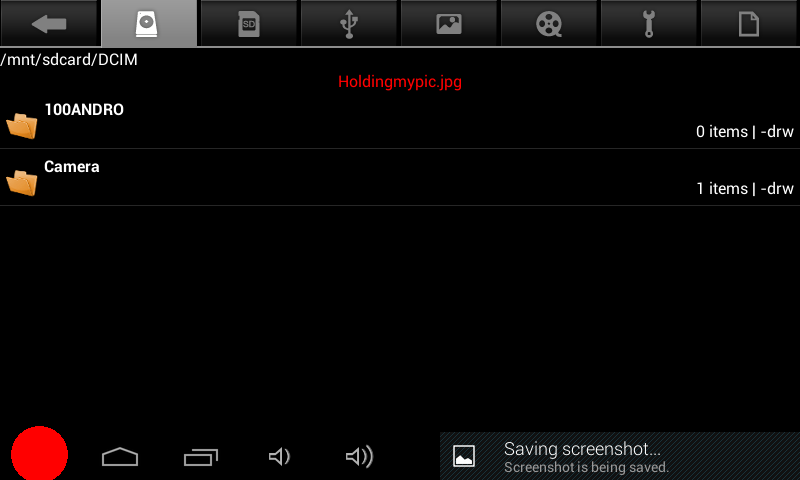 SD
/mnt/sdcard/DCIM
Holdingmypic.jpg
100ANDRO
0 items | -drw
Camera
1 items | -drw
Saving screenshot...
Screenshot is being saved.